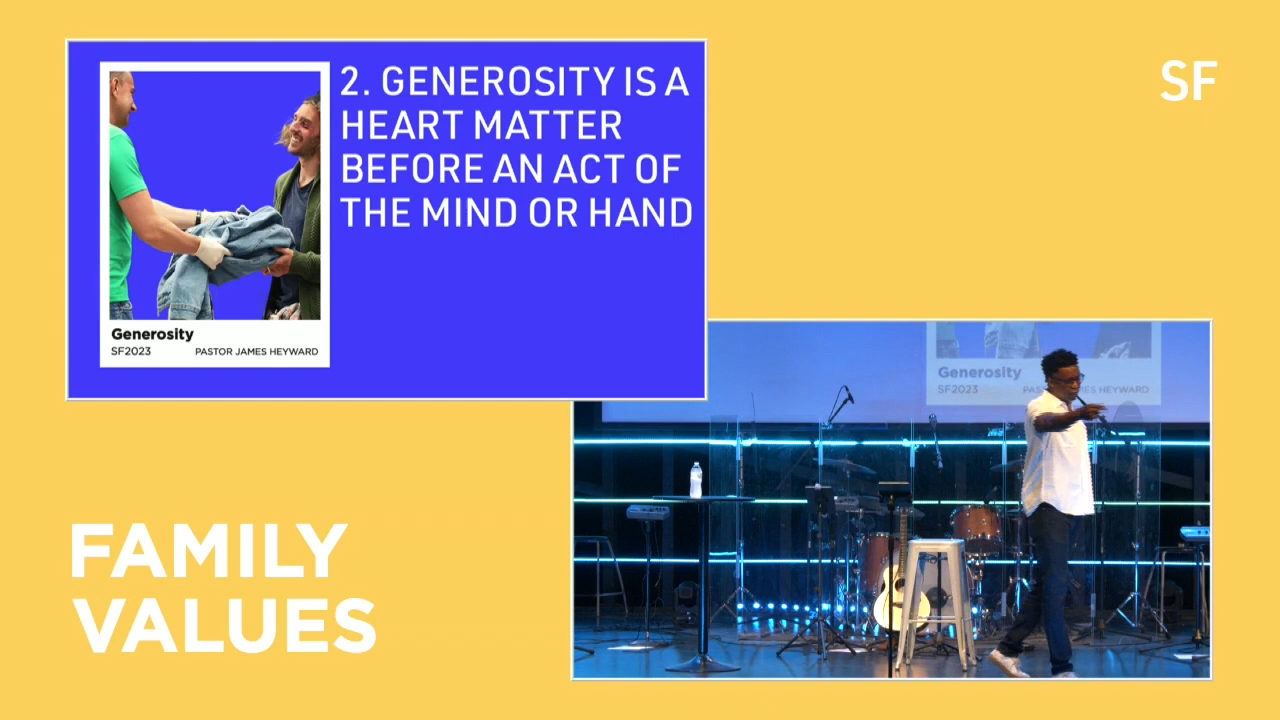 2. GENEROSITY IS A
HEART MATTER
BEFORE AN ACT OF
THE MIND OR HAND
Generosity
SF2023 PASTOR JAMES HEYWARD
SF
Generosity
SF2023 HEYWARD
FAMILY
VALUES